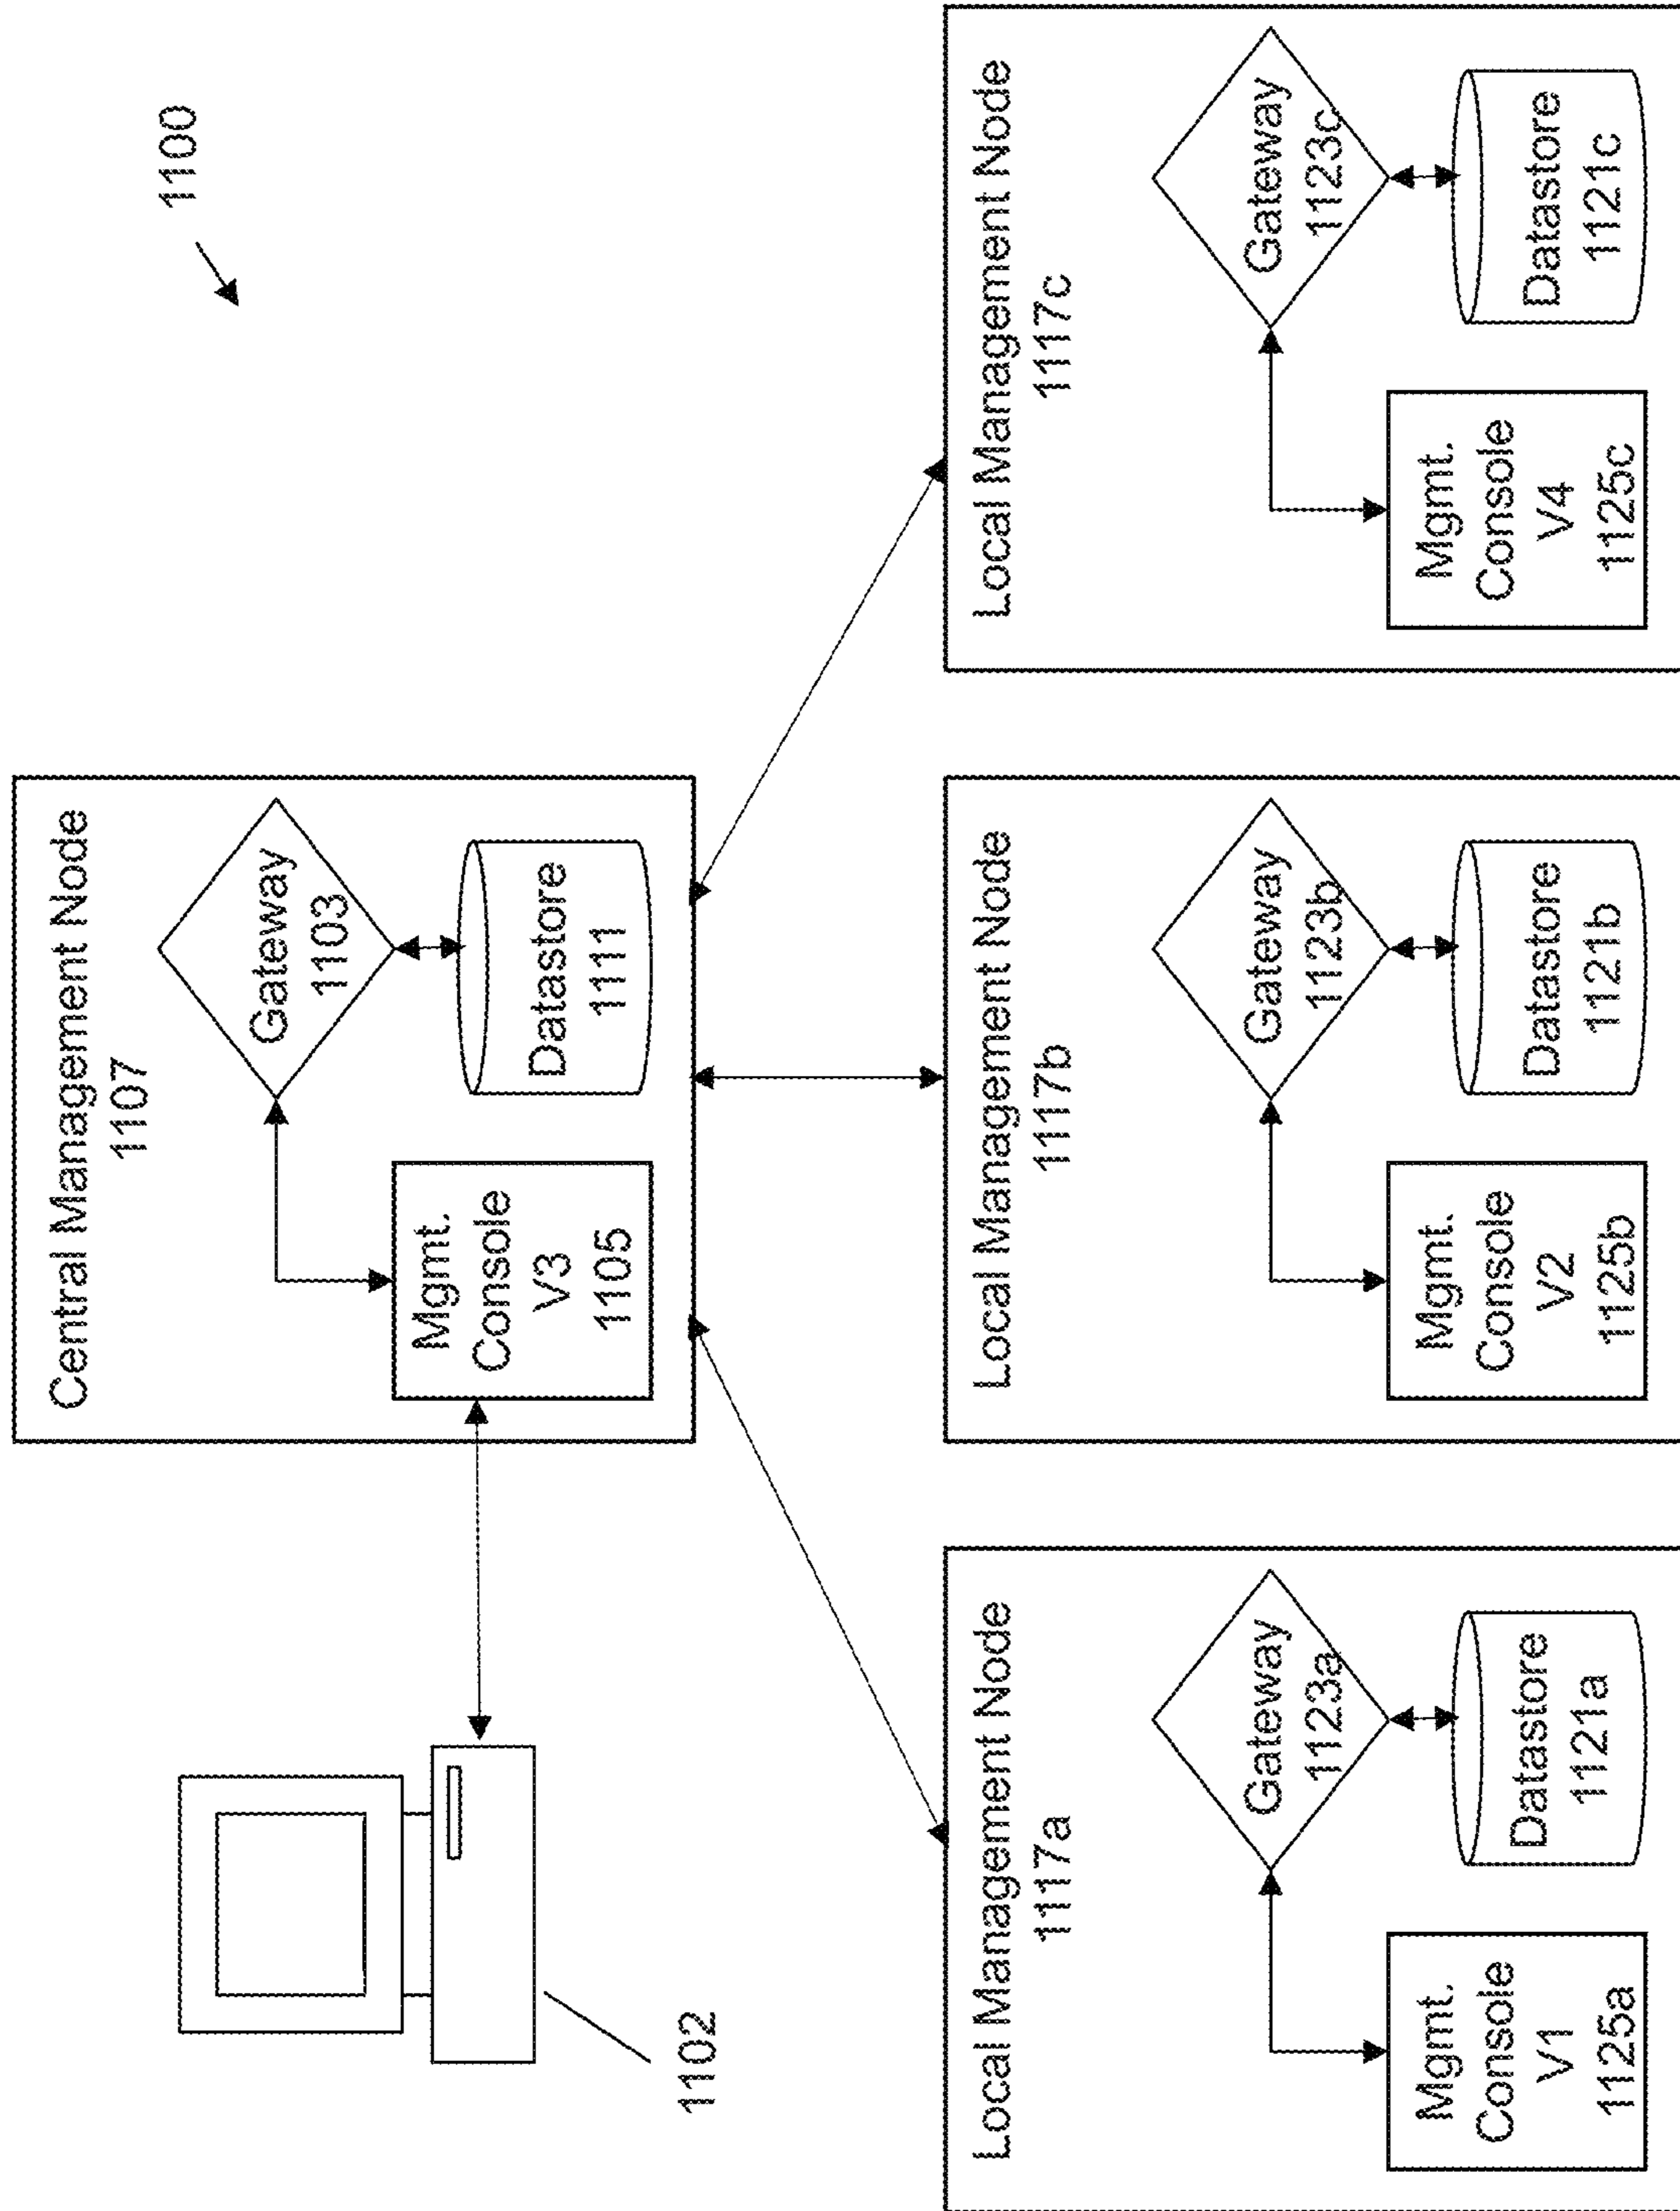 1100
Central Management Node
1107
Gateway
1103
Mgmt.
Console
V3
1105
Datastore
1111
1102
Local Management Node
1117a
Gateway
1123a
Mgmt.
Console
V1
1125a
Datastore
1121a
Local Management Node
1117b
Gateway
1123b
Mgmt.
Console
V2
1125b
Datastore
1121b
Local Management Node
1117c
Gateway
1123c
Mgmt.
Console
V4
1125c
Datastore
1121c